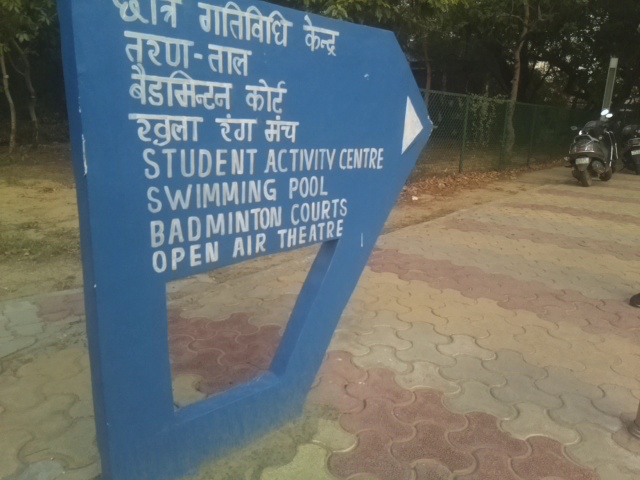 छात्र गतिविधि केन्द्र
तरण-ताल
बैडमिन्टन कोर्ट
खुला रंग मंच
STUDENT ACTIVITY CENTRE
SWIMMING POOL
BADMINTON COURTS
OPEN AIR THEATRE